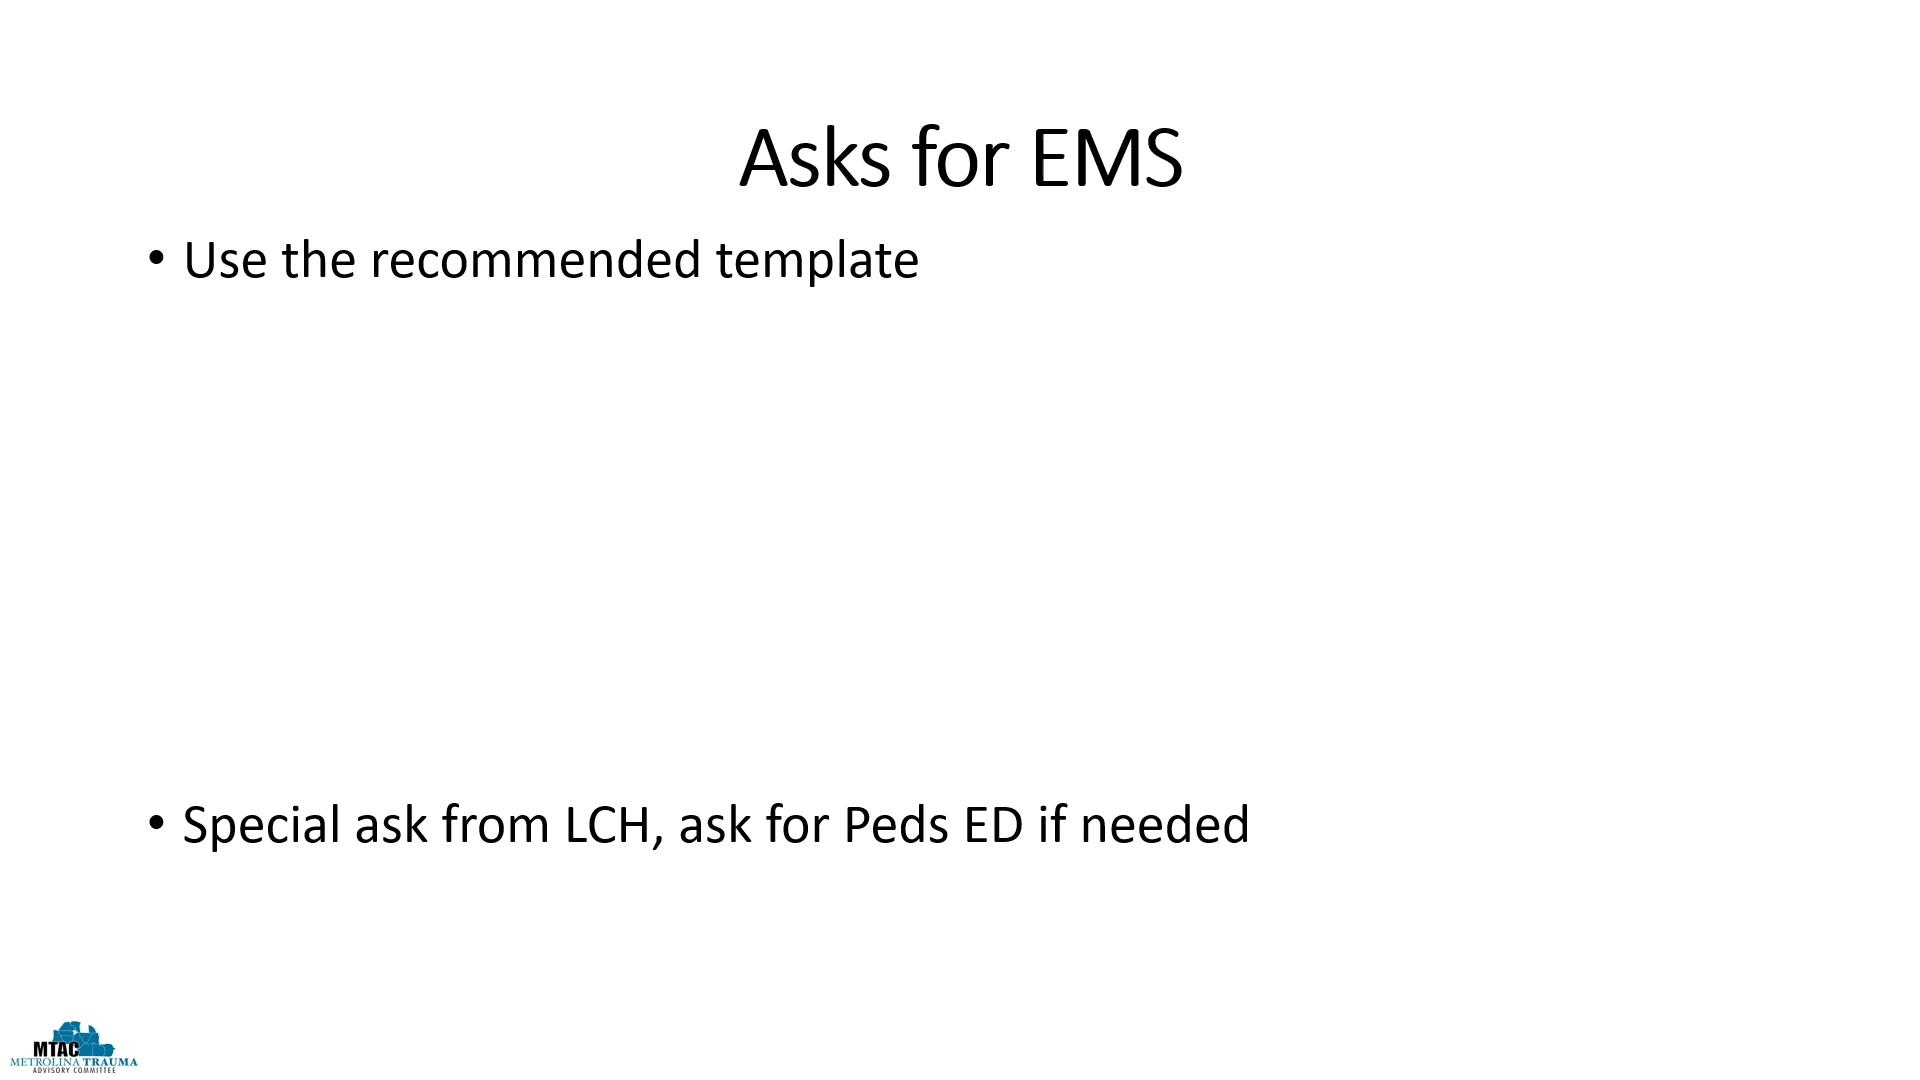 Asks for EMS
• Use the recommended template
• Special ask from LCH, ask for Peds ED if needed
MTAC
METROLINA TRAUMA
ADVISORY COMMITTEE